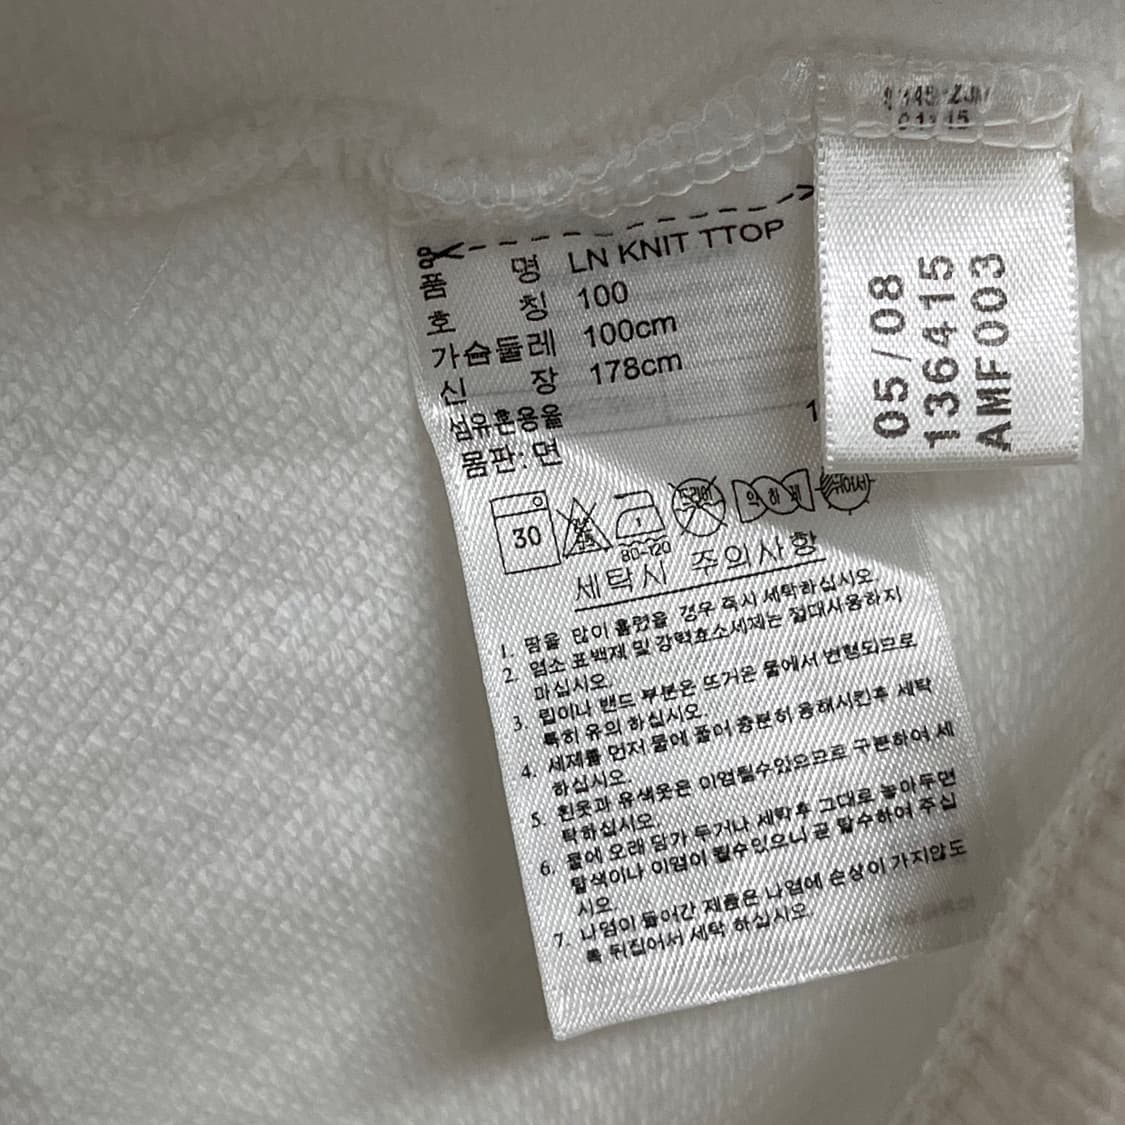 품 명 LN KNIT TTOP
호 칭 100
가슴둘레 100cm
신 장 178cm
섬유혼용율
몸판: 면 1
30
1
80-120
드라이
약하게
뉘어서
세탁시 주의사항
1. 땀을 많이 흘렸을 경우 즉시 세탁하십시오.
2. 염소 표백제 및 강력효소세제는 절대사용하지
마십시오.
3. 립이나 밴드 부분은 뜨거운 물에서 변형되므로
특히 유의 하십시오.
4. 세제를 먼저 물에 풀어 충분히 용해시킨후 세탁
하십시오.
5. 흰옷과 유색옷은 이염될수있으므로 구분하여 세
탁하십시오.
6. 물에 오래 담가 두거나 세탁후 그대로 놓아두면
탈색이나 이염이 될수있으니 곧 탈수하여 주십
시오.
7. 나염이 들어간 제품은 나염에 손상이 가지않도
록 뒤집어서 세탁 하십시오.
05/08
136415
AMF003